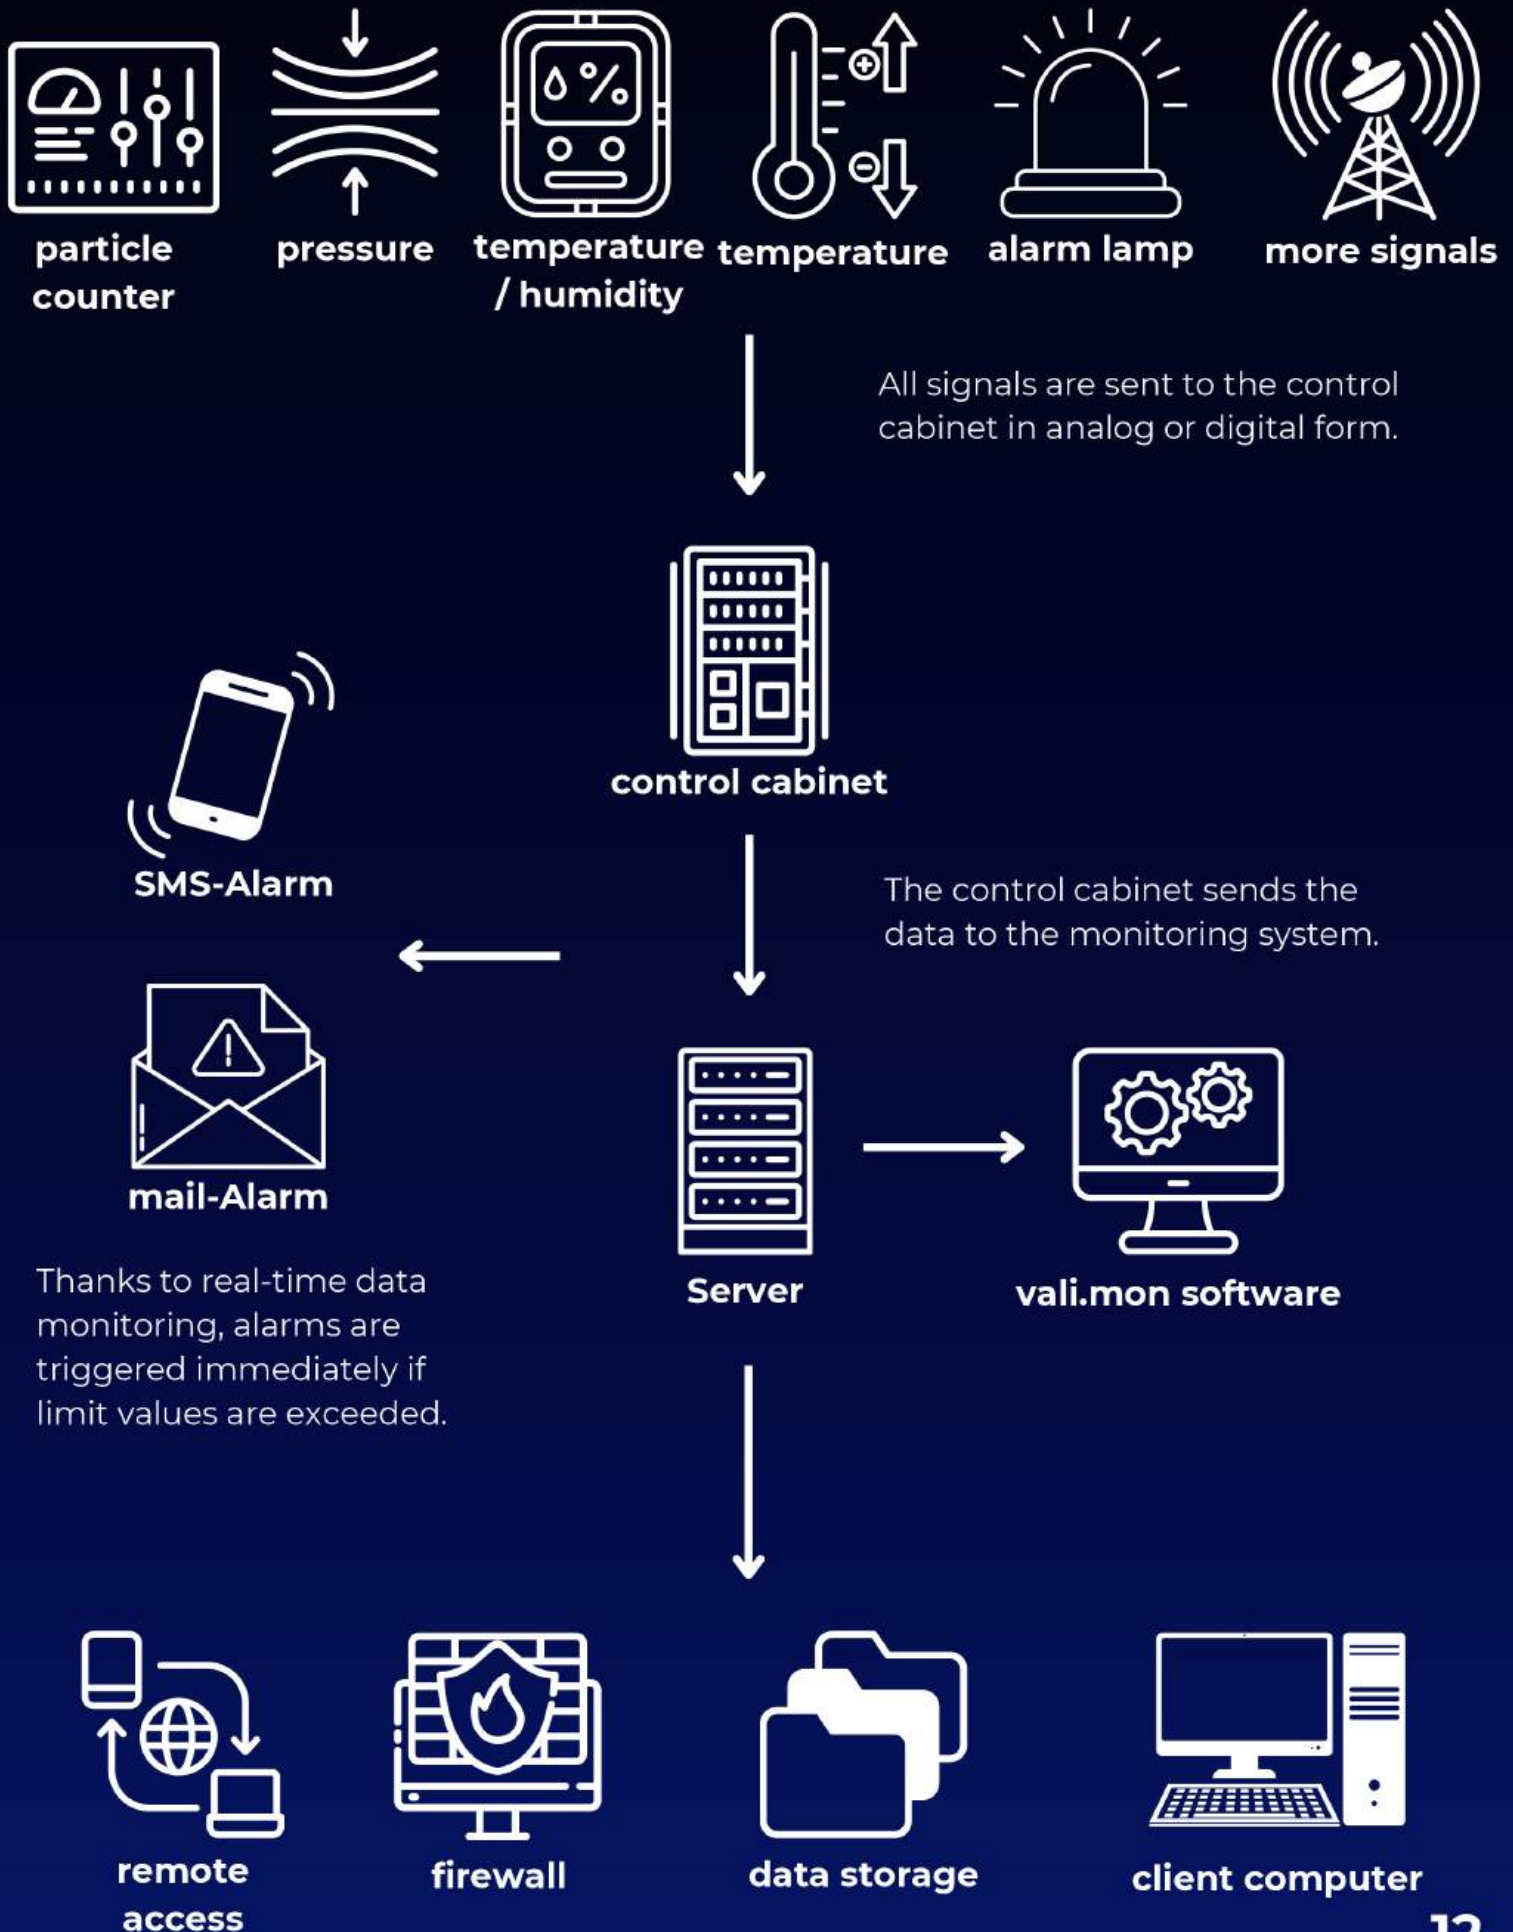 particle
counter
pressure
temperature
/ humidity
temperature
alarm lamp
more signals
All signals are sent to the control
cabinet in analog or digital form.
control cabinet
SMS-Alarm
The control cabinet sends the
data to the monitoring system.
mail-Alarm
Thanks to real-time data
monitoring, alarms are
triggered immediately if
limit values are exceeded.
Server
vali.mon software
remote
access
firewall
data storage
client computer
12